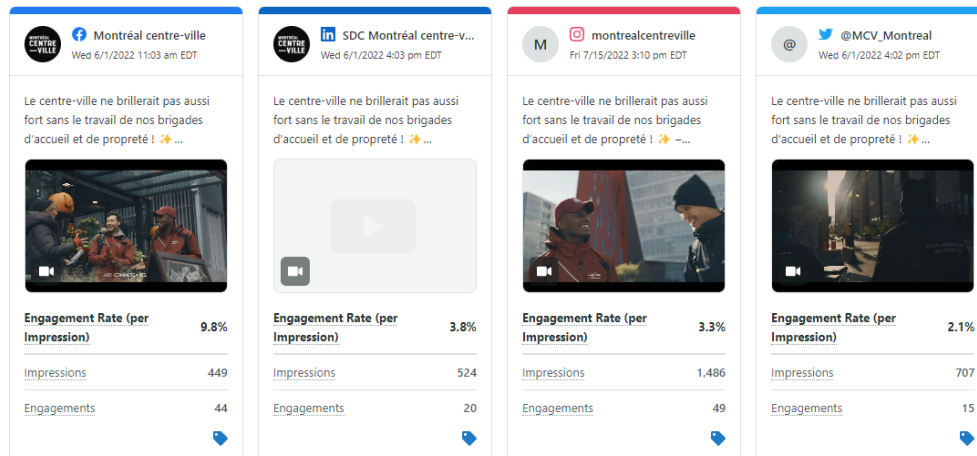 MONTRÉAL
CENTRE
—VILLE
Montréal centre-ville
Wed 6/1/2022 11:03 am EDT
Le centre-ville ne brillerait pas aussi
fort sans le travail de nos brigades
d'accueil et de propreté ! ✨ ...
Engagement Rate (per
Impression)
9.8%
Impressions 449
Engagements 44
MONTRÉAL
CENTRE
—VILLE
in SDC Montréal centre-v...
Wed 6/1/2022 4:03 pm EDT
Le centre-ville ne brillerait pas aussi
fort sans le travail de nos brigades
d'accueil et de propreté ! ✨ ...
Engagement Rate (per
Impression)
3.8%
Impressions 524
Engagements 20
M
montrealcentreville
Fri 7/15/2022 3:10 pm EDT
Le centre-ville ne brillerait pas aussi
fort sans le travail de nos brigades
d'accueil et de propreté ! ✨ –...
Engagement Rate (per
Impression)
3.3%
Impressions 1,486
Engagements 49
@
@MCV_Montreal
Wed 6/1/2022 4:02 pm EDT
Le centre-ville ne brillerait pas aussi
fort sans le travail de nos brigades
d'accueil et de propreté ! ✨ ...
Engagement Rate (per
Impression)
2.1%
Impressions 707
Engagements 15